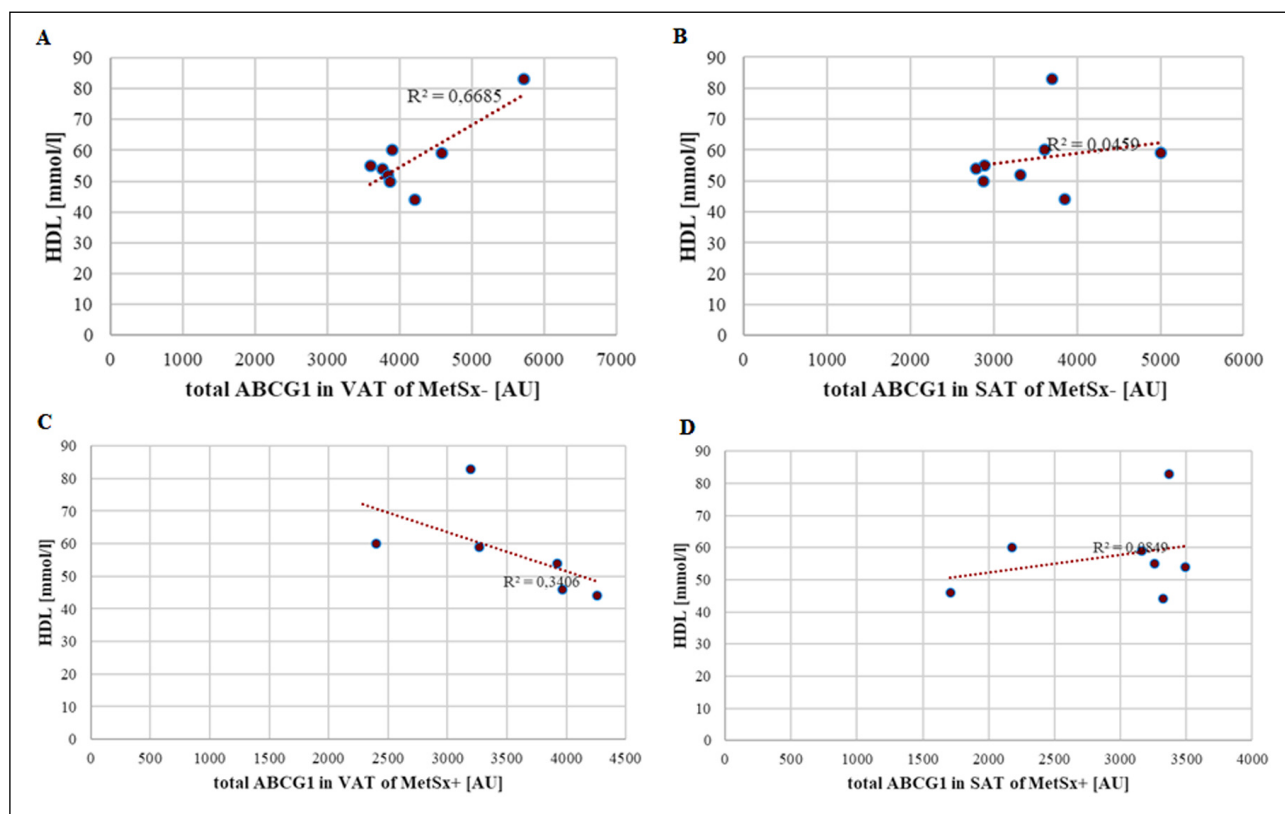 A
90
80
70
60
50
40
30
20
10
0
HDL [mmol/l]
R² = 0,6685
0 1000 2000 3000 4000 5000 6000 7000
total ABCG1 in VAT of MetSx- [AU]
B
90
80
70
60
50
40
30
20
10
0
HDL [mmol/l]
R² = 0,0459
0 1000 2000 3000 4000 5000 6000
total ABCG1 in SAT of MetSx- [AU]
C
90
80
70
60
50
40
30
20
10
0
HDL [mmol/l]
R² = 0,3406
0 500 1000 1500 2000 2500 3000 3500 4000 4500
total ABCG1 in VAT of MetSx+ [AU]
D
90
80
70
60
50
40
30
20
10
0
HDL [mmol/l]
R² = 0,0849
0 500 1000 1500 2000 2500 3000 3500 4000
total ABCG1 in SAT of MetSx+ [AU]